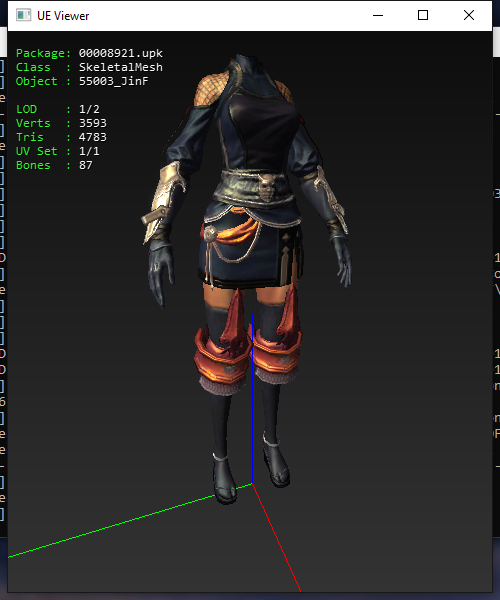 UE Viewer
Package: 00008921.upk
Class : SkeletalMesh
Object : 55003_JinF
LOD : 1/2
Verts : 3593
Tris : 4783
UV Set : 1/1
Bones : 87